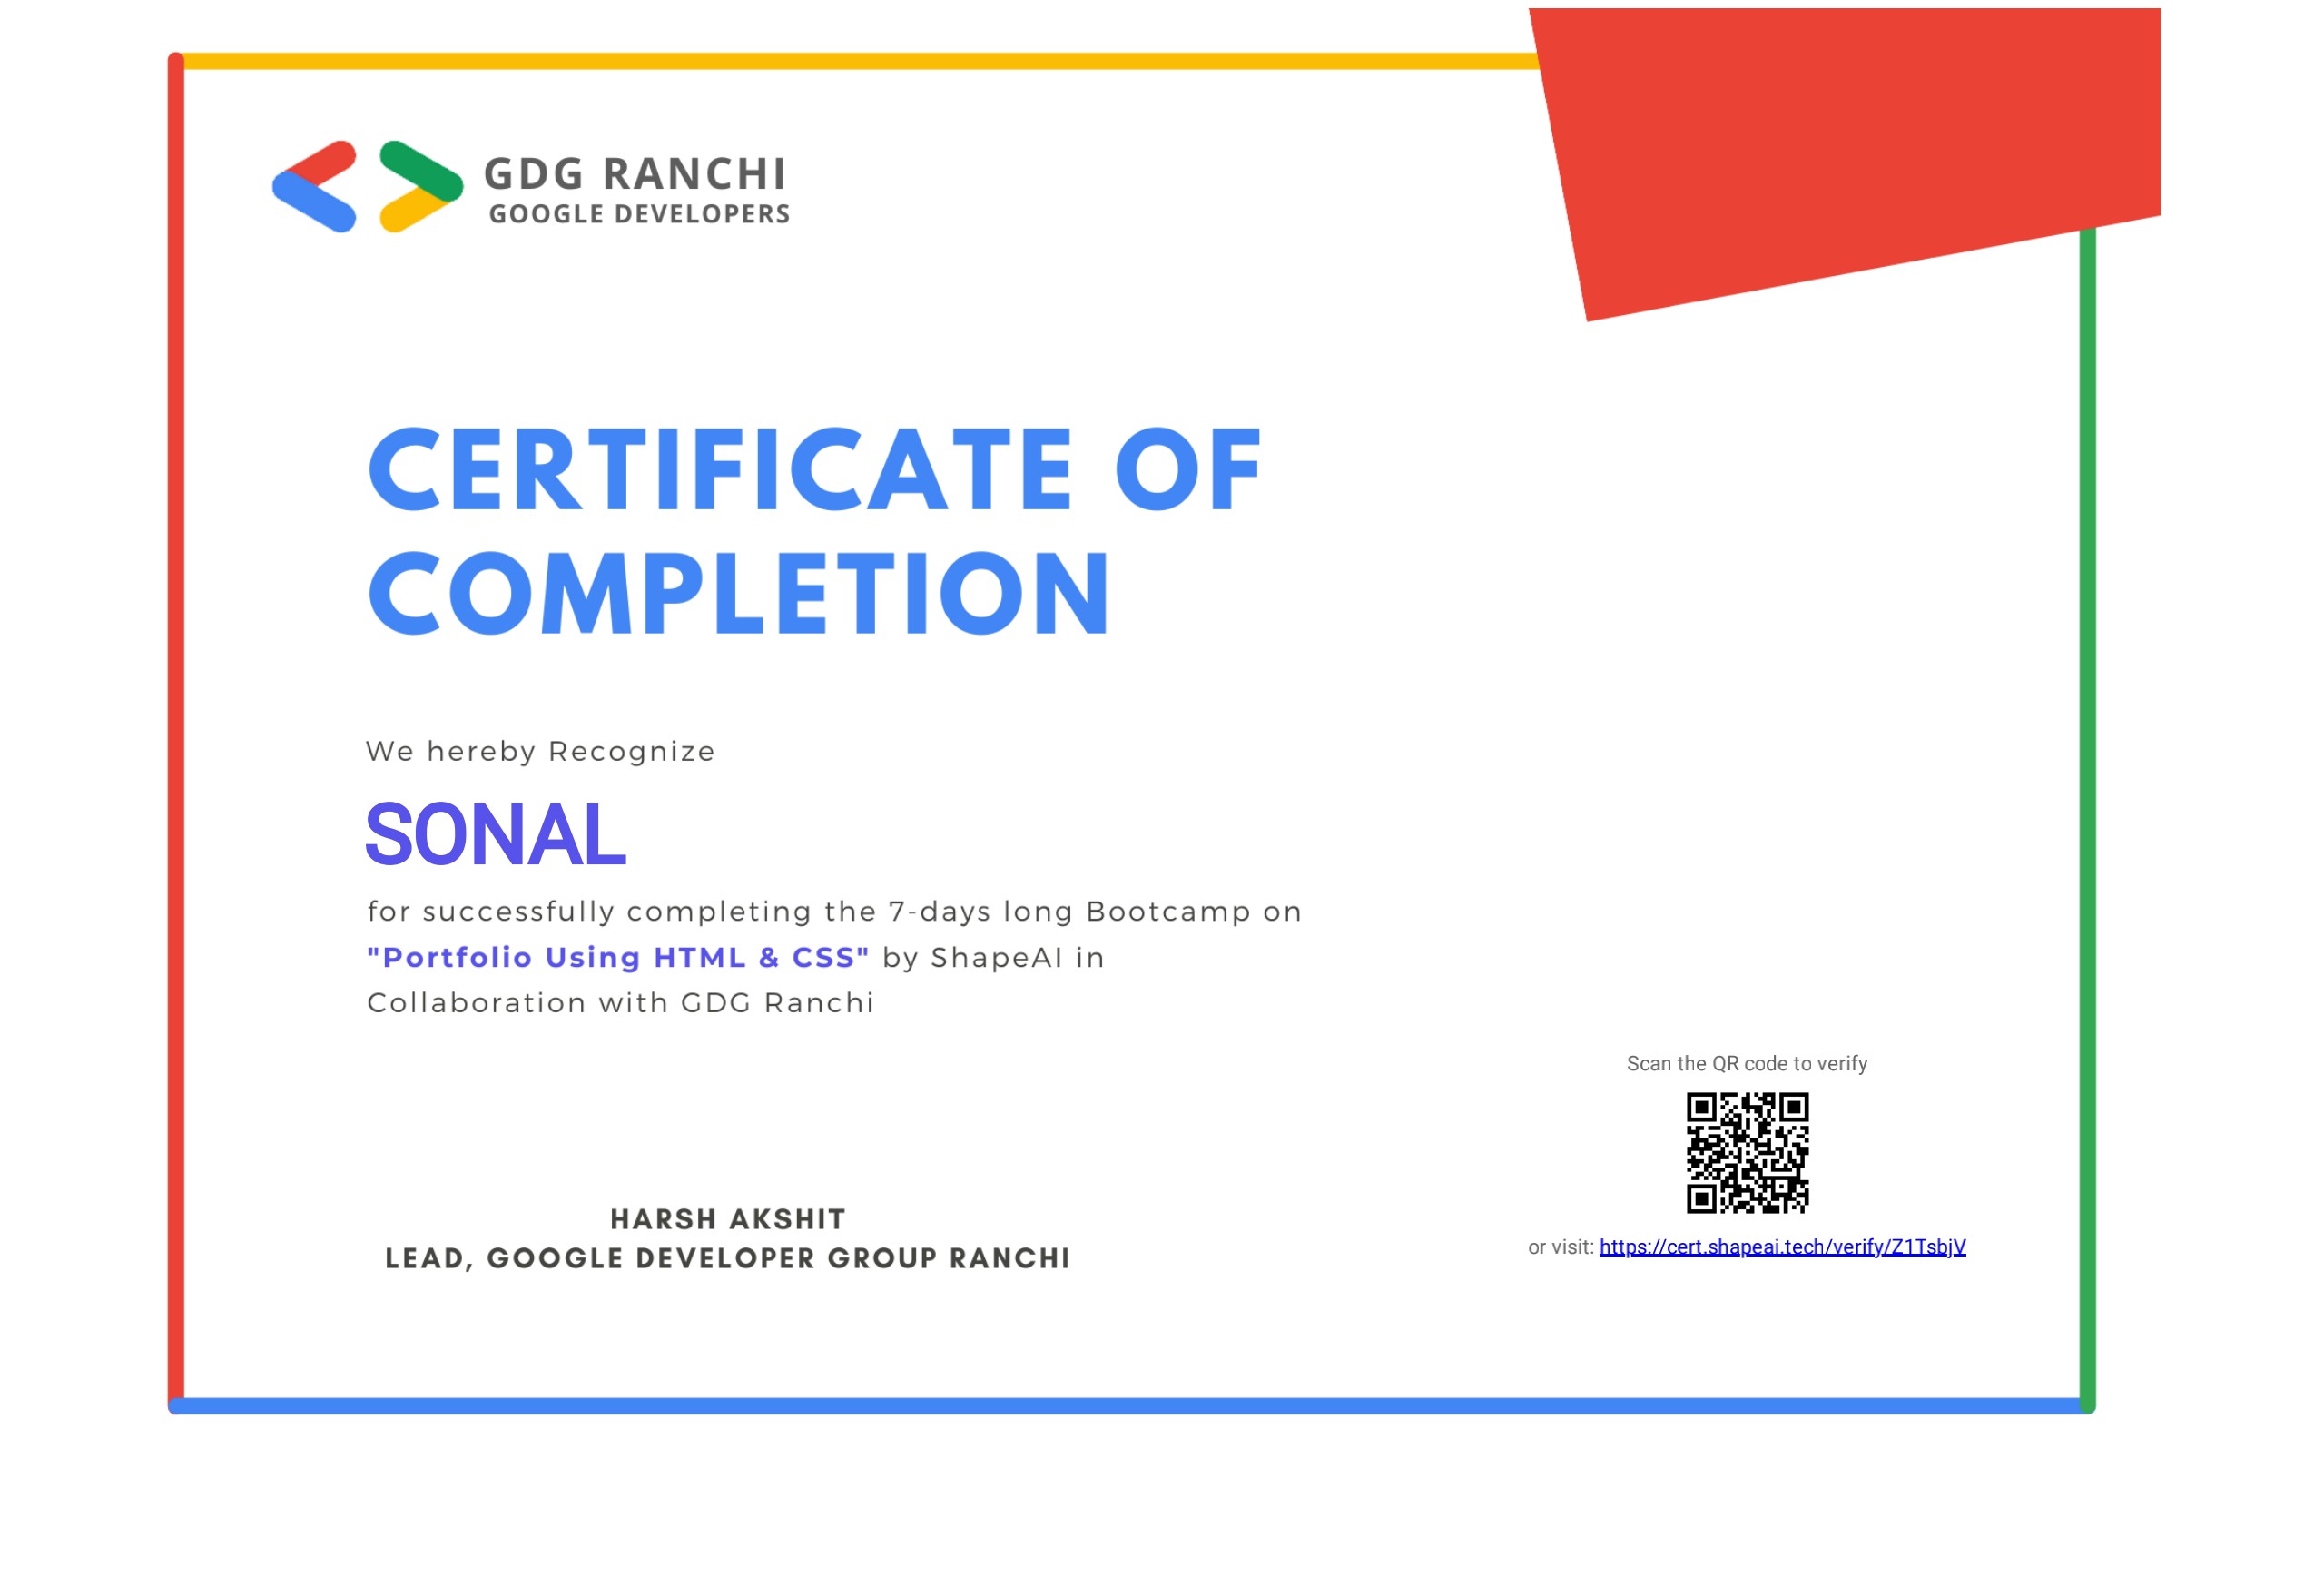 GDG RANCHI
GOOGLE DEVELOPERS
CERTIFICATE OF
COMPLETION
We hereby Recognize
SONAL
for successfully completing the 7-days long Bootcamp on
"Portfolio Using HTML & CSS" by ShapeAI in
Collaboration with GDG Ranchi
Scan the QR code to verify
or visit: https://cert.shapeai.tech/verify/Z1TsbjV
HARSH AKSHIT
LEAD, GOOGLE DEVELOPER GROUP RANCHI